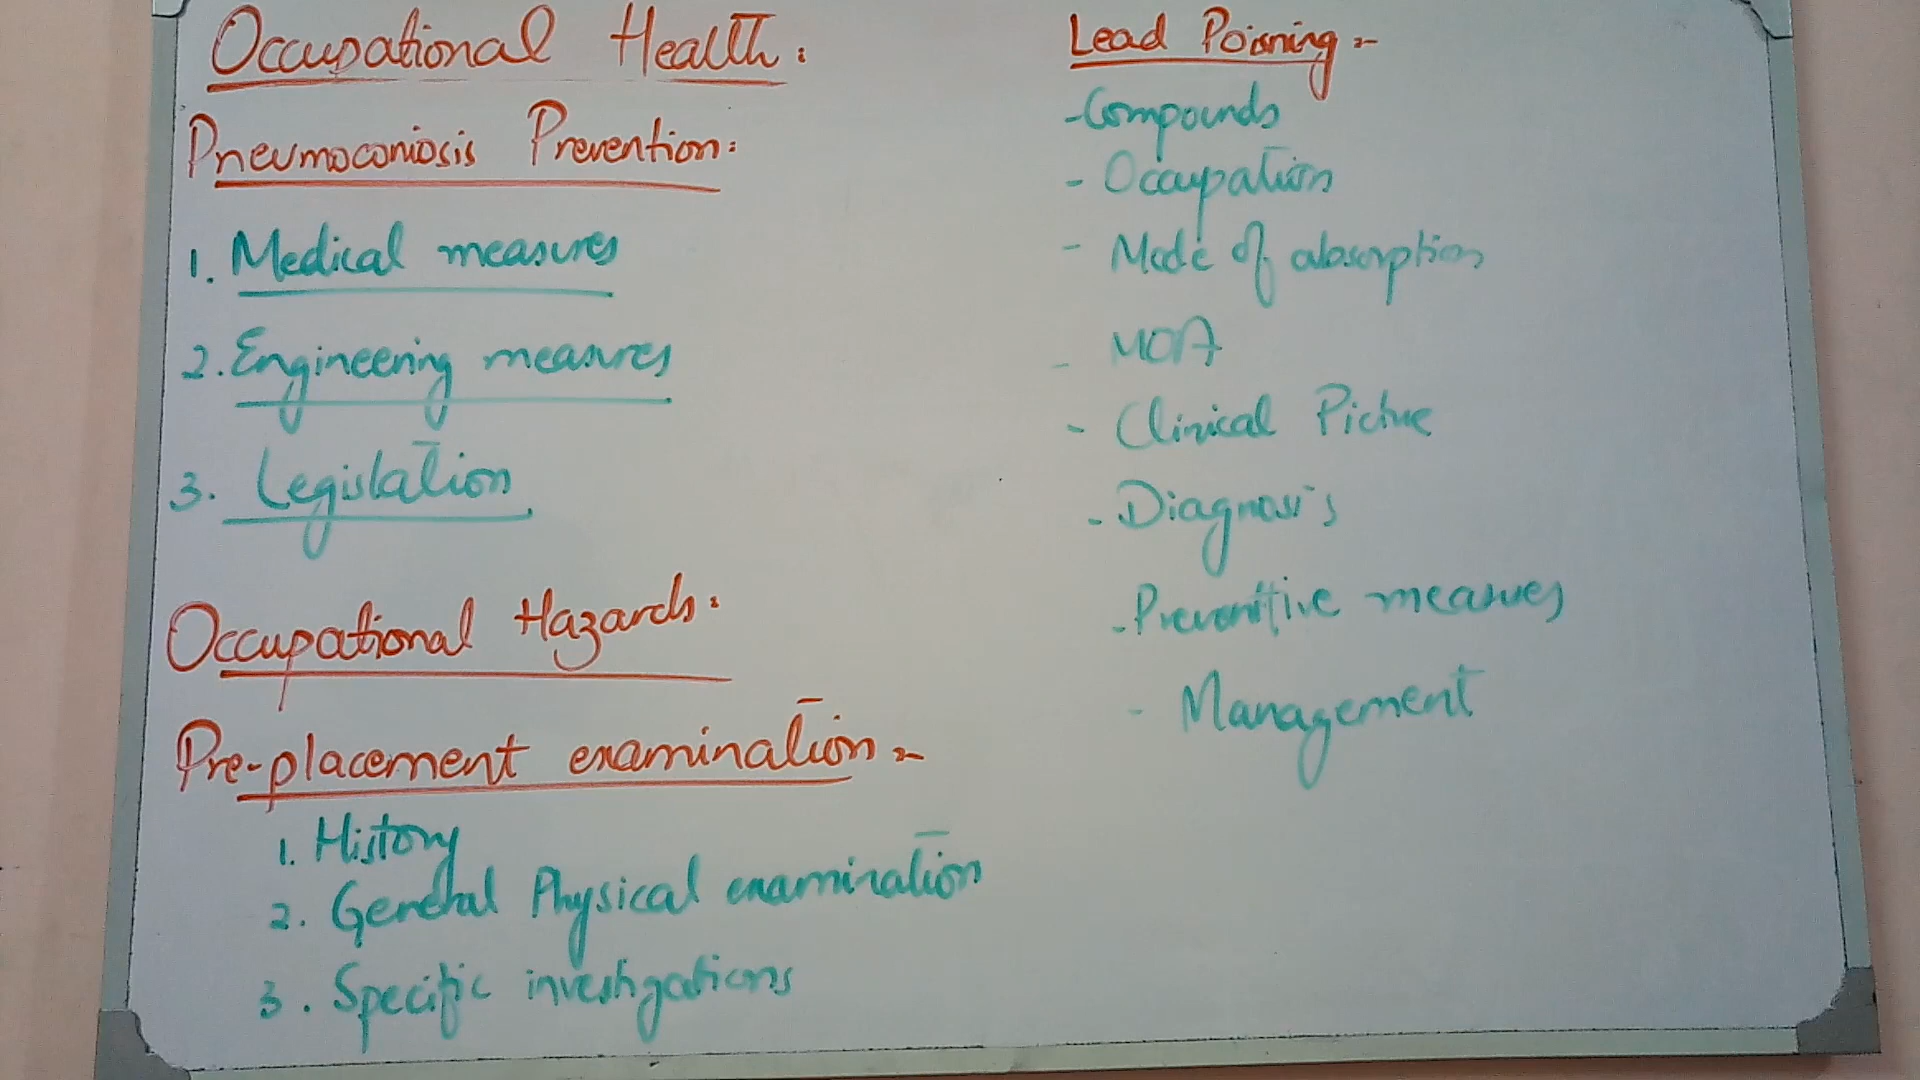 Occupational Health:
Pneumoconiosis Prevention:
1. Medical measures
2. Engineering measures
3. Legislation
Occupational Hazards:
Pre-placement examination:-
1. History
2. General Physical examination
3. Specific investigations
Lead Poisning:-
- Compounds
- Occupation
- Mode of absorption
- MOA
- Clinical Picture
- Diagnosis
- Preventitive measures
- Management